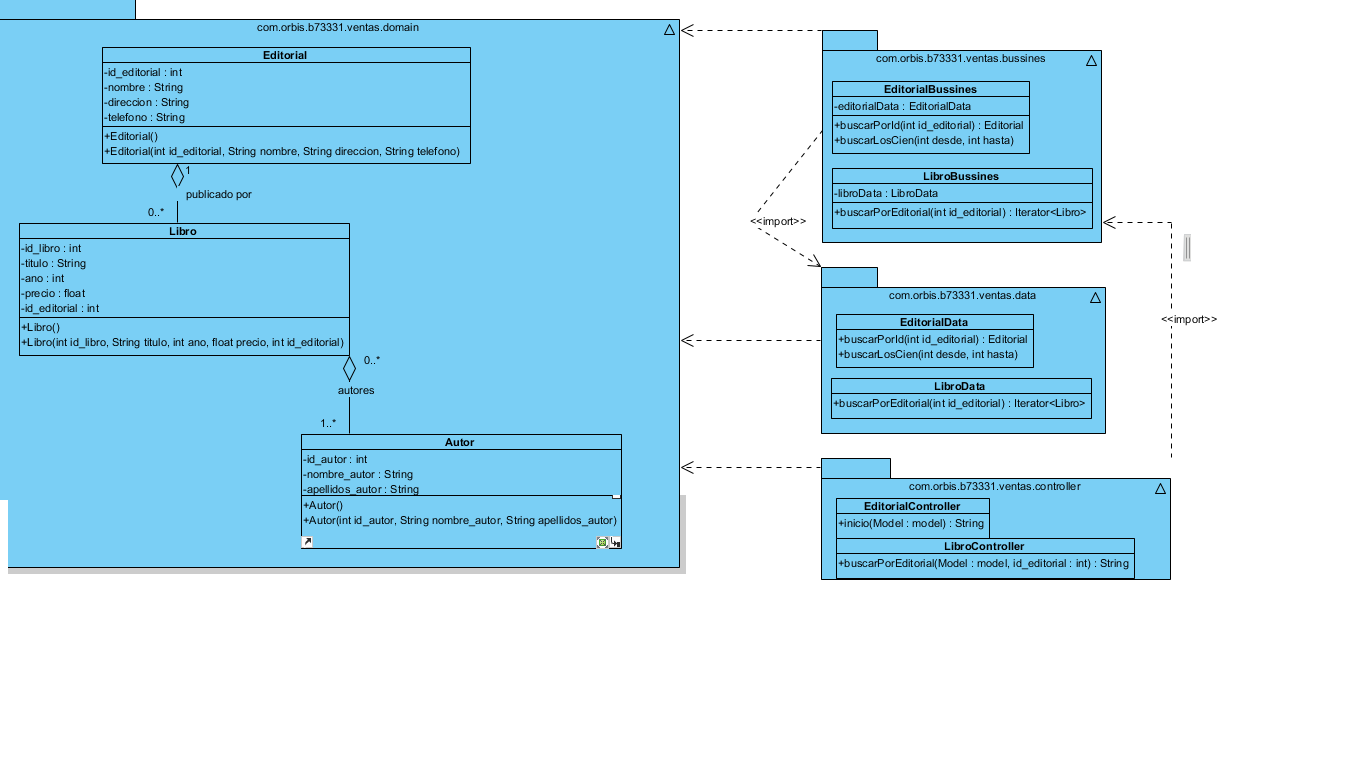 com.orbis.b73331.ventas.domain
Editorial
-id_editorial : int
-nombre : String
-direccion : String
-telefono : String
+Editorial()
+Editorial(int id_editorial, String nombre, String direccion, String telefono)
1
publicado por
0..*
Libro
-id_libro : int
-titulo : String
-ano : int
-precio : float
-id_editorial : int
+Libro()
+Libro(int id_libro, String titulo, int ano, float precio, int id_editorial)
0..*
autores
1..*
Autor
-id_autor : int
-nombre_autor : String
-apellidos_autor : String
+Autor()
+Autor(int id_autor, String nombre_autor, String apellidos_autor)
com.orbis.b73331.ventas.bussines
EditorialBussines
-editorialData : EditorialData
+buscarPorId(int id_editorial) : Editorial
+buscarLosCien(int desde, int hasta)
LibroBussines
-libroData : LibroData
+buscarPorEditorial(int id_editorial) : Iterator<Libro>
<<import>>
com.orbis.b73331.ventas.data
EditorialData
+buscarPorId(int id_editorial) : Editorial
+buscarLosCien(int desde, int hasta)
LibroData
+buscarPorEditorial(int id_editorial) : Iterator<Libro>
<<import>>
com.orbis.b73331.ventas.controller
EditorialController
+inicio(Model : model) : String
LibroController
+buscarPorEditorial(Model : model, id_editorial : int) : String